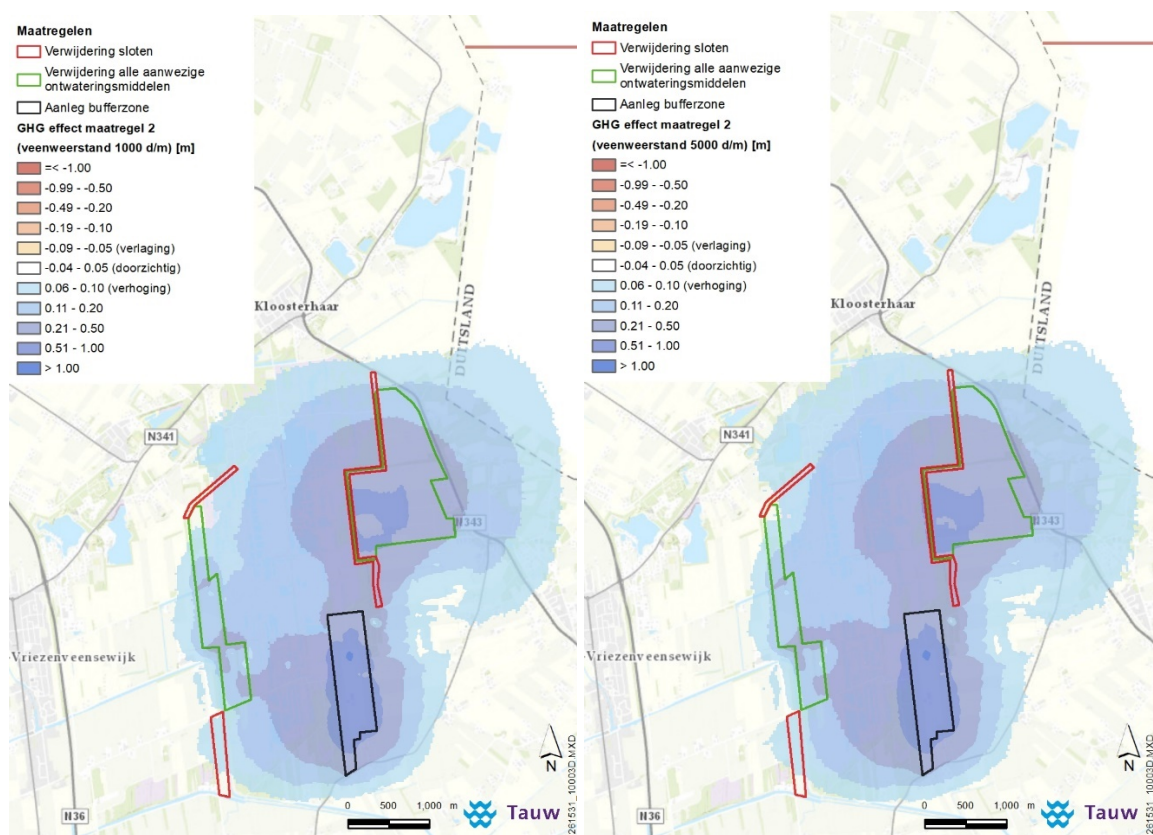 Maatregelen
Verwijdering sloten
Verwijdering alle aanwezige
ontwateringsmiddelen
Aanleg bufferzone
GHG effect maatregel 2
(veenweerstand 1000 d/m) [m]
=< -1.00
-0.99 - -0.50
-0.49 - -0.20
-0.19 - -0.10
-0.09 - -0.05 (verlaging)
-0.04 - 0.05 (doorzichtig)
0.06 - 0.10 (verhoging)
0.11 - 0.20
0.21 - 0.50
0.51 - 1.00
> 1.00
Kloosterhaar
DUITSLAND
N341
N343
Vriezenveensewijk
N36
0 500 1,000 m
N
Tauw
261531_10003D.MXD
Maatregelen
Verwijdering sloten
Verwijdering alle aanwezige
ontwateringsmiddelen
Aanleg bufferzone
GHG effect maatregel 2
(veenweerstand 5000 d/m) [m]
=< -1.00
-0.99 - -0.50
-0.49 - -0.20
-0.19 - -0.10
-0.09 - -0.05 (verlaging)
-0.04 - 0.05 (doorzichtig)
0.06 - 0.10 (verhoging)
0.11 - 0.20
0.21 - 0.50
0.51 - 1.00
> 1.00
Kloosterhaar
DUITSLAND
N341
N343
Vriezenveensewijk
N36
0 500 1,000 m
N
Tauw
261531_10003D.MXD